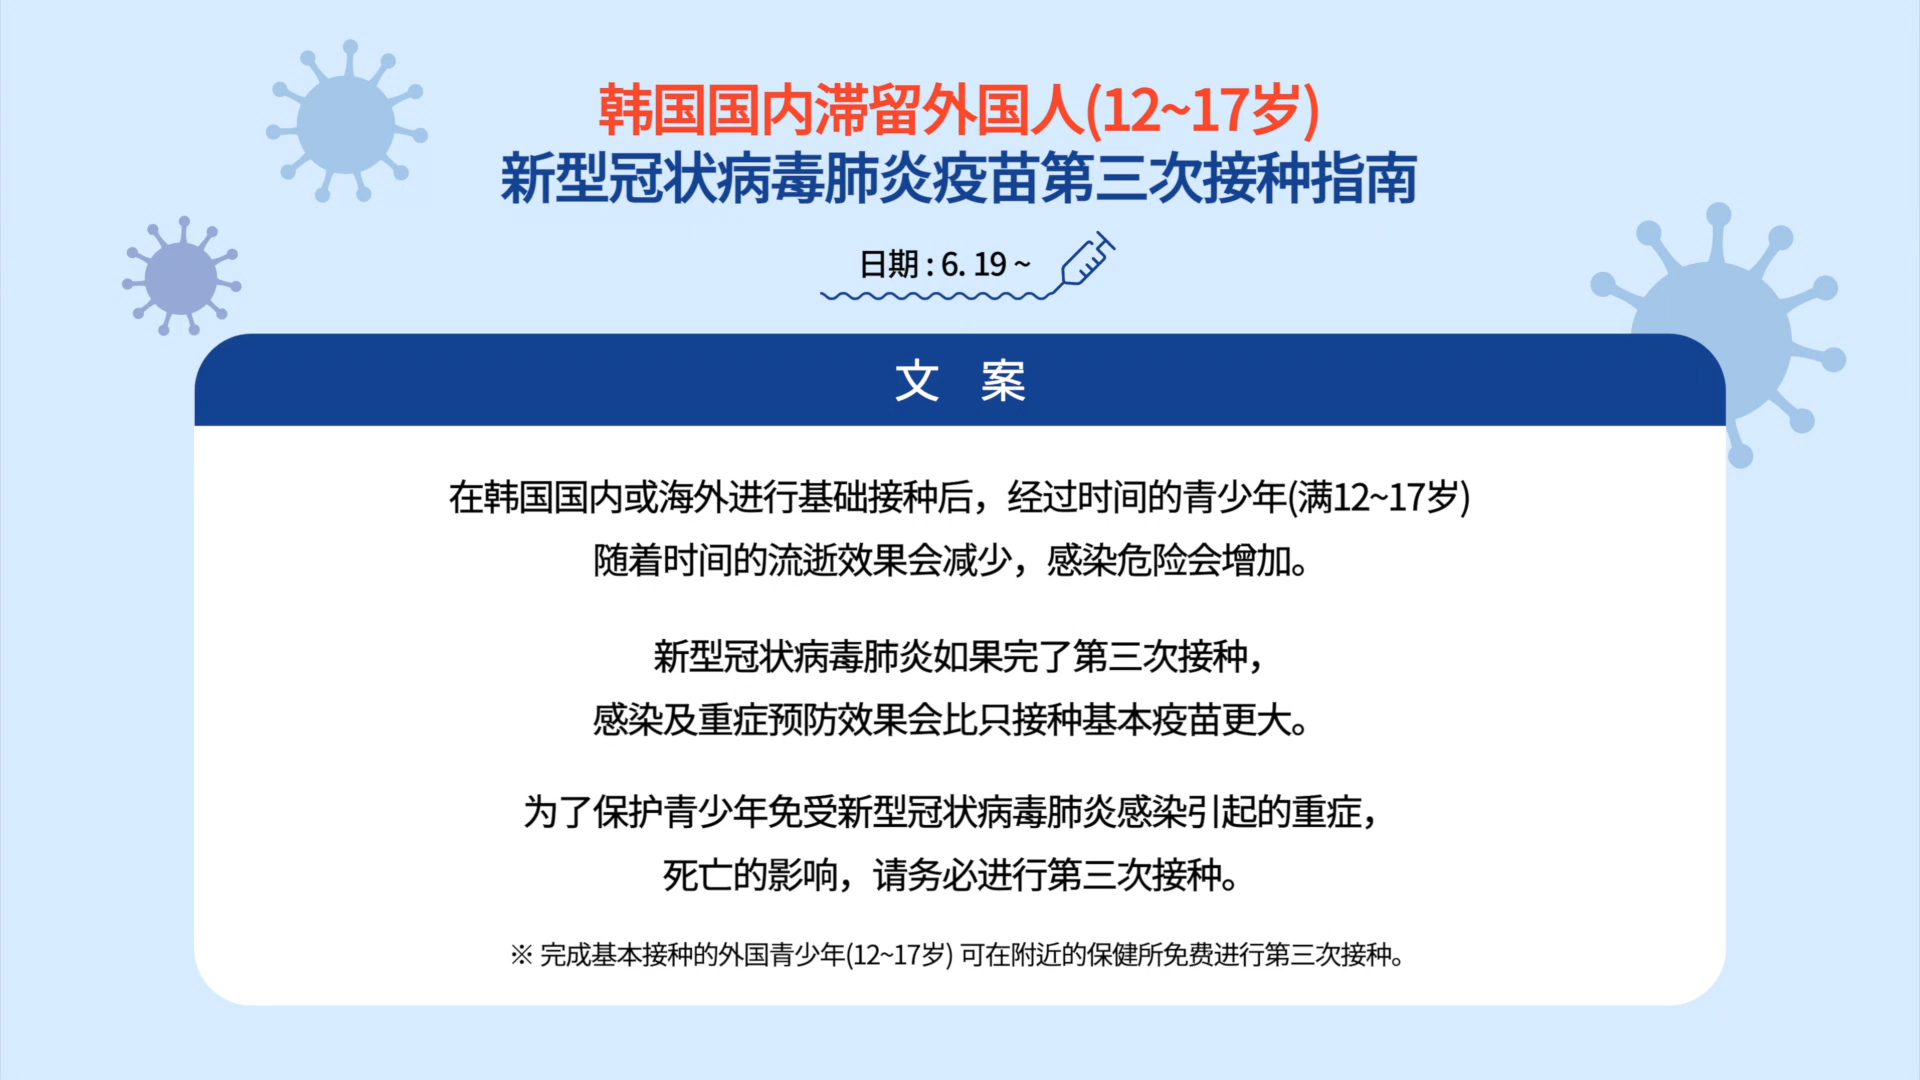 韩国国内滞留外国人(12~17岁)
新型冠状病毒肺炎疫苗第三次接种指南
日期 : 6. 19 ~
文 案
在韩国国内或海外进行基础接种后，经过时间的青少年(满12~17岁)
随着时间的流逝效果会减少，感染危险会增加。
新型冠状病毒肺炎如果完了第三次接种，
感染及重症预防效果会比只接种基本疫苗更大。
为了保护青少年免受新型冠状病毒肺炎感染引起的重症，
死亡的影响，请务必进行第三次接种。
※ 完成基本接种的外国青少年(12~17岁) 可在附近的保健所免费进行第三次接种。